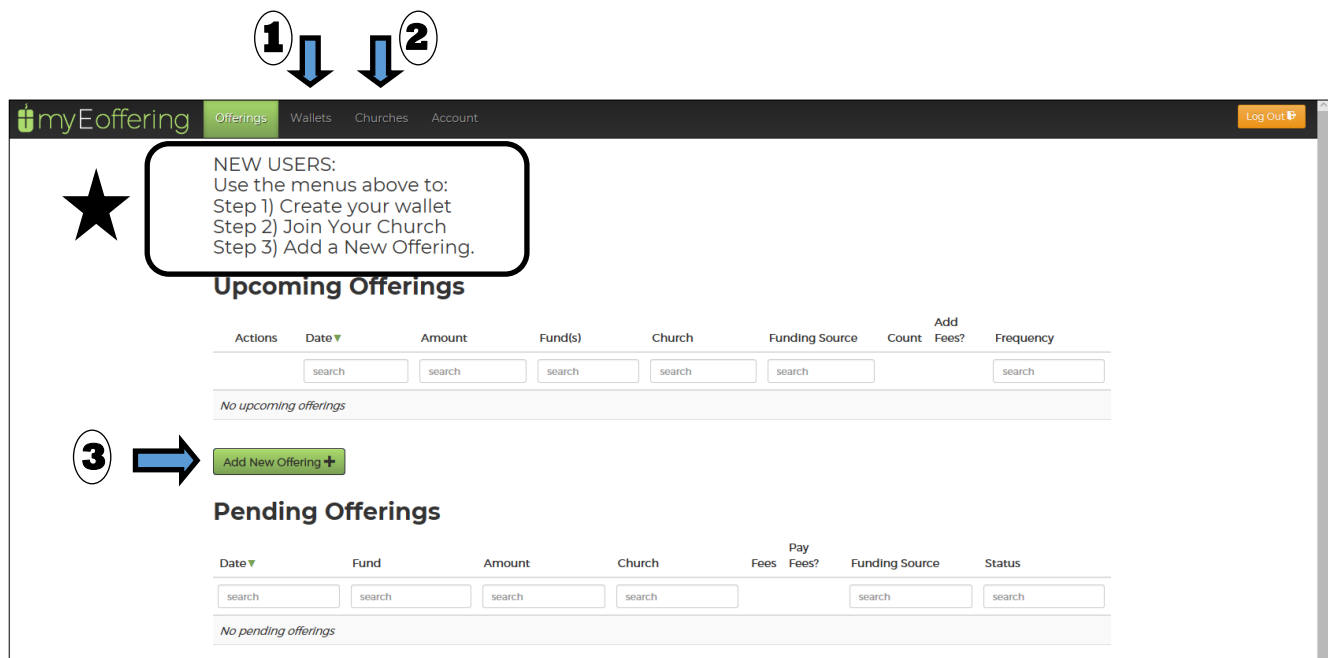 1 2
myEoffering Offerings Wallets Churches Account Log Out
NEW USERS:
Use the menus above to:
Step 1) Create your wallet
Step 2) Join Your Church
Step 3) Add a New Offering.
Upcoming Offerings
Actions Date▼ Amount Fund(s) Church Funding Source Count Add Fees? Frequency
search search search search search search
No upcoming offerings
3 Add New Offering +
Pending Offerings
Date▼ Fund Amount Church Fees Pay Fees? Funding Source Status
search search search search search search
No pending offerings